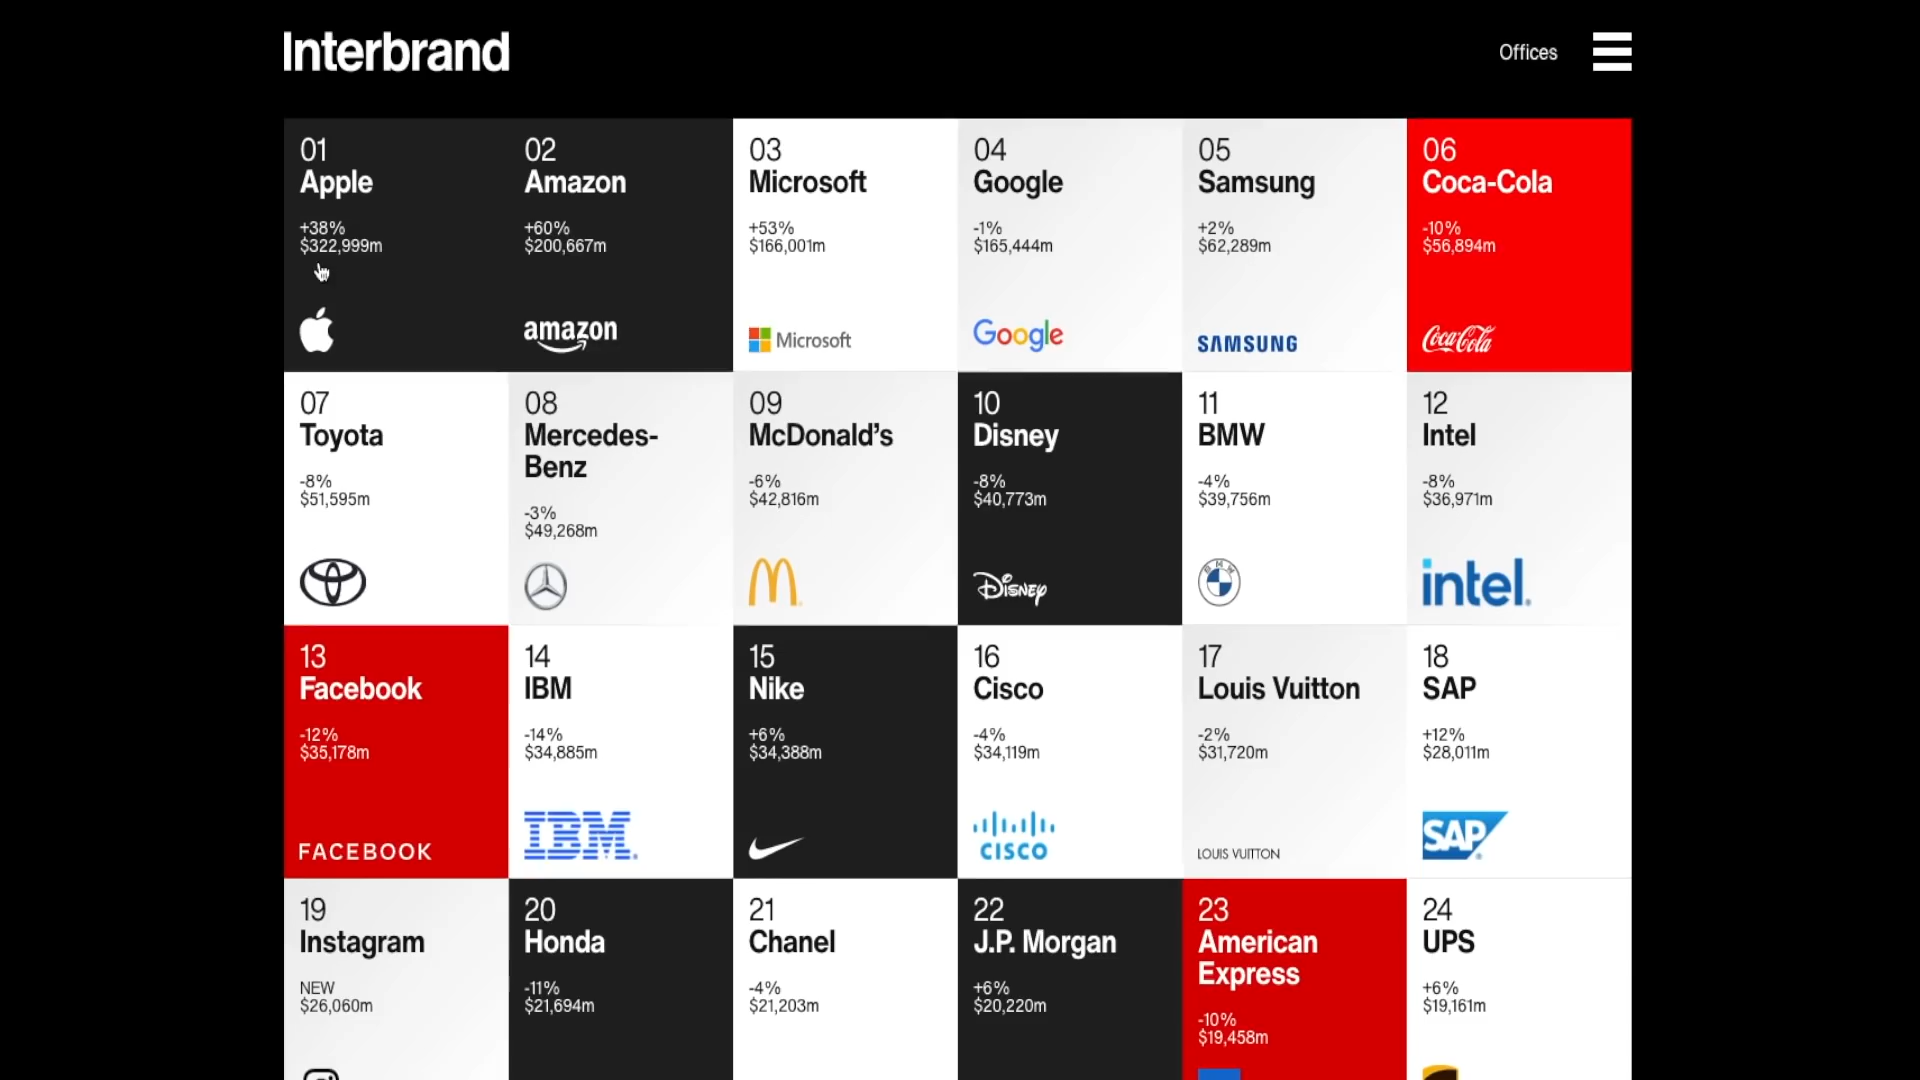 Interbrand
Offices
01
Apple
+38%
$322,999m
02
Amazon
+60%
$200,667m
amazon
03
Microsoft
+53%
$166,001m
Microsoft
04
Google
-1%
$165,444m
Google
05
Samsung
+2%
$62,289m
SAMSUNG
06
Coca-Cola
-10%
$56,894m
Coca-Cola
07
Toyota
-8%
$51,595m
08
Mercedes-
Benz
-3%
$49,268m
09
McDonald’s
-6%
$42,816m
10
Disney
-8%
$40,773m
Disney
11
BMW
-4%
$39,756m
BMW
12
Intel
-8%
$36,971m
intel.
13
Facebook
-12%
$35,178m
FACEBOOK
14
IBM
-14%
$34,885m
IBM
15
Nike
+6%
$34,388m
16
Cisco
-4%
$34,119m
CISCO
17
Louis Vuitton
-2%
$31,720m
LOUIS VUITTON
18
SAP
+12%
$28,011m
SAP
19
Instagram
NEW
$26,060m
20
Honda
-11%
$21,694m
21
Chanel
-4%
$21,203m
22
J.P. Morgan
+6%
$20,220m
23
American
Express
-10%
$19,458m
24
UPS
+6%
$19,161m